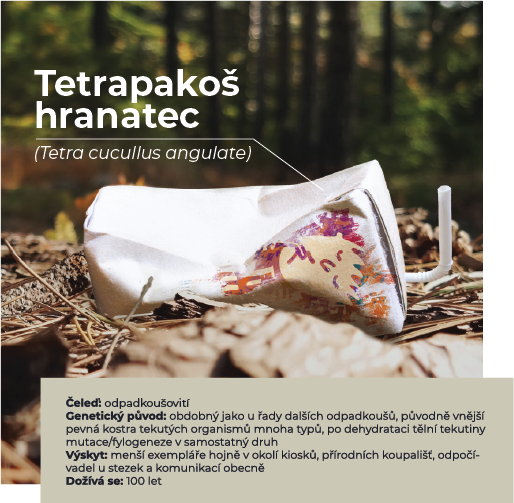 Tetrapakoš
hranatec
(Tetra cucullus angulate)
Čeleď: odpadkoušovití
Genetický původ: obdobný jako u řady dalších odpadkoušů, původně vnější
pevná kostra tekutých organismů mnoha typů, po dehydrataci tělní tekutiny
mutace/fylogeneze v samostatný druh
Výskyt: menší exempláře hojně v okolí kiosků, přírodních koupališť, odpočí-
vadel u stezek a komunikací obecně
Dožívá se: 100 let